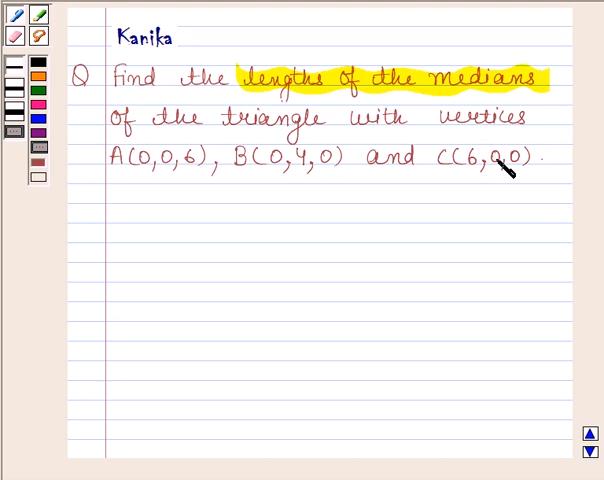 Kanika
Q Find the lengths of the medians
of the triangle with vertices
A(0,0,6), B(0,4,0) and C(6,0,0).